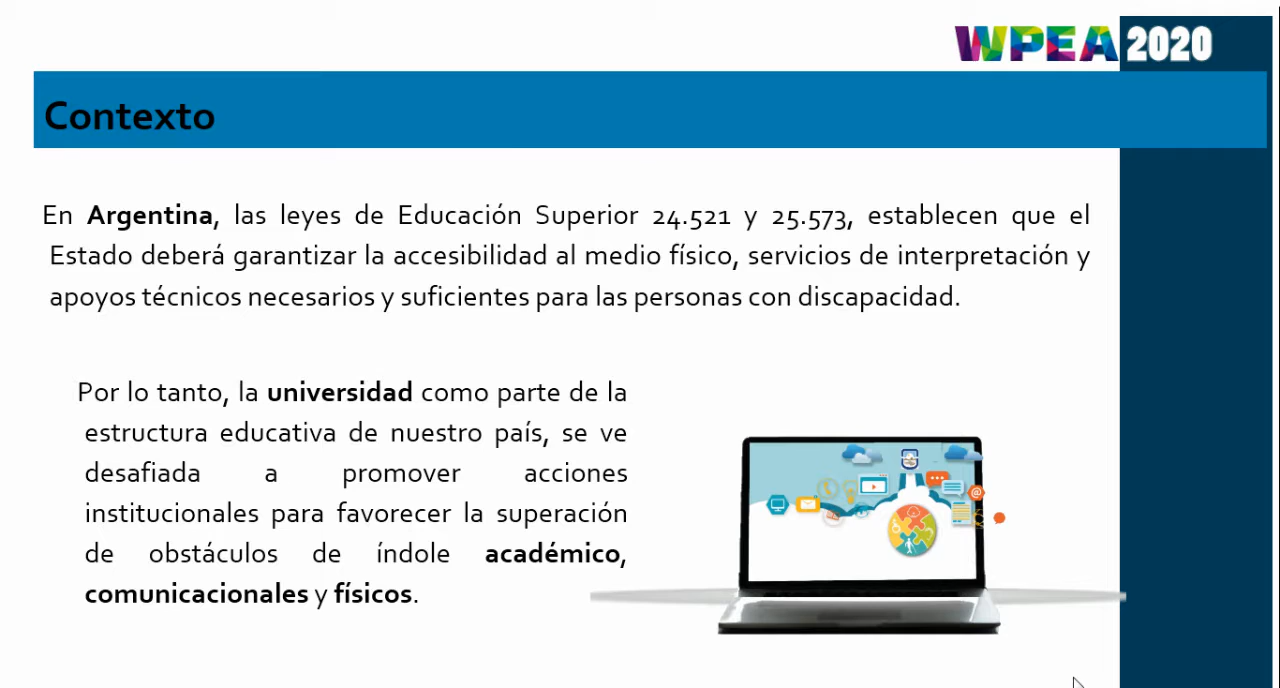 WPEA 2020
Contexto
En Argentina, las leyes de Educación Superior 24.521 y 25.573, establecen que el
Estado deberá garantizar la accesibilidad al medio físico, servicios de interpretación y
apoyos técnicos necesarios y suficientes para las personas con discapacidad.
Por lo tanto, la universidad como parte de la
estructura educativa de nuestro país, se ve
desafiada a promover acciones
institucionales para favorecer la superación
de obstáculos de índole académico,
comunicacionales y físicos.